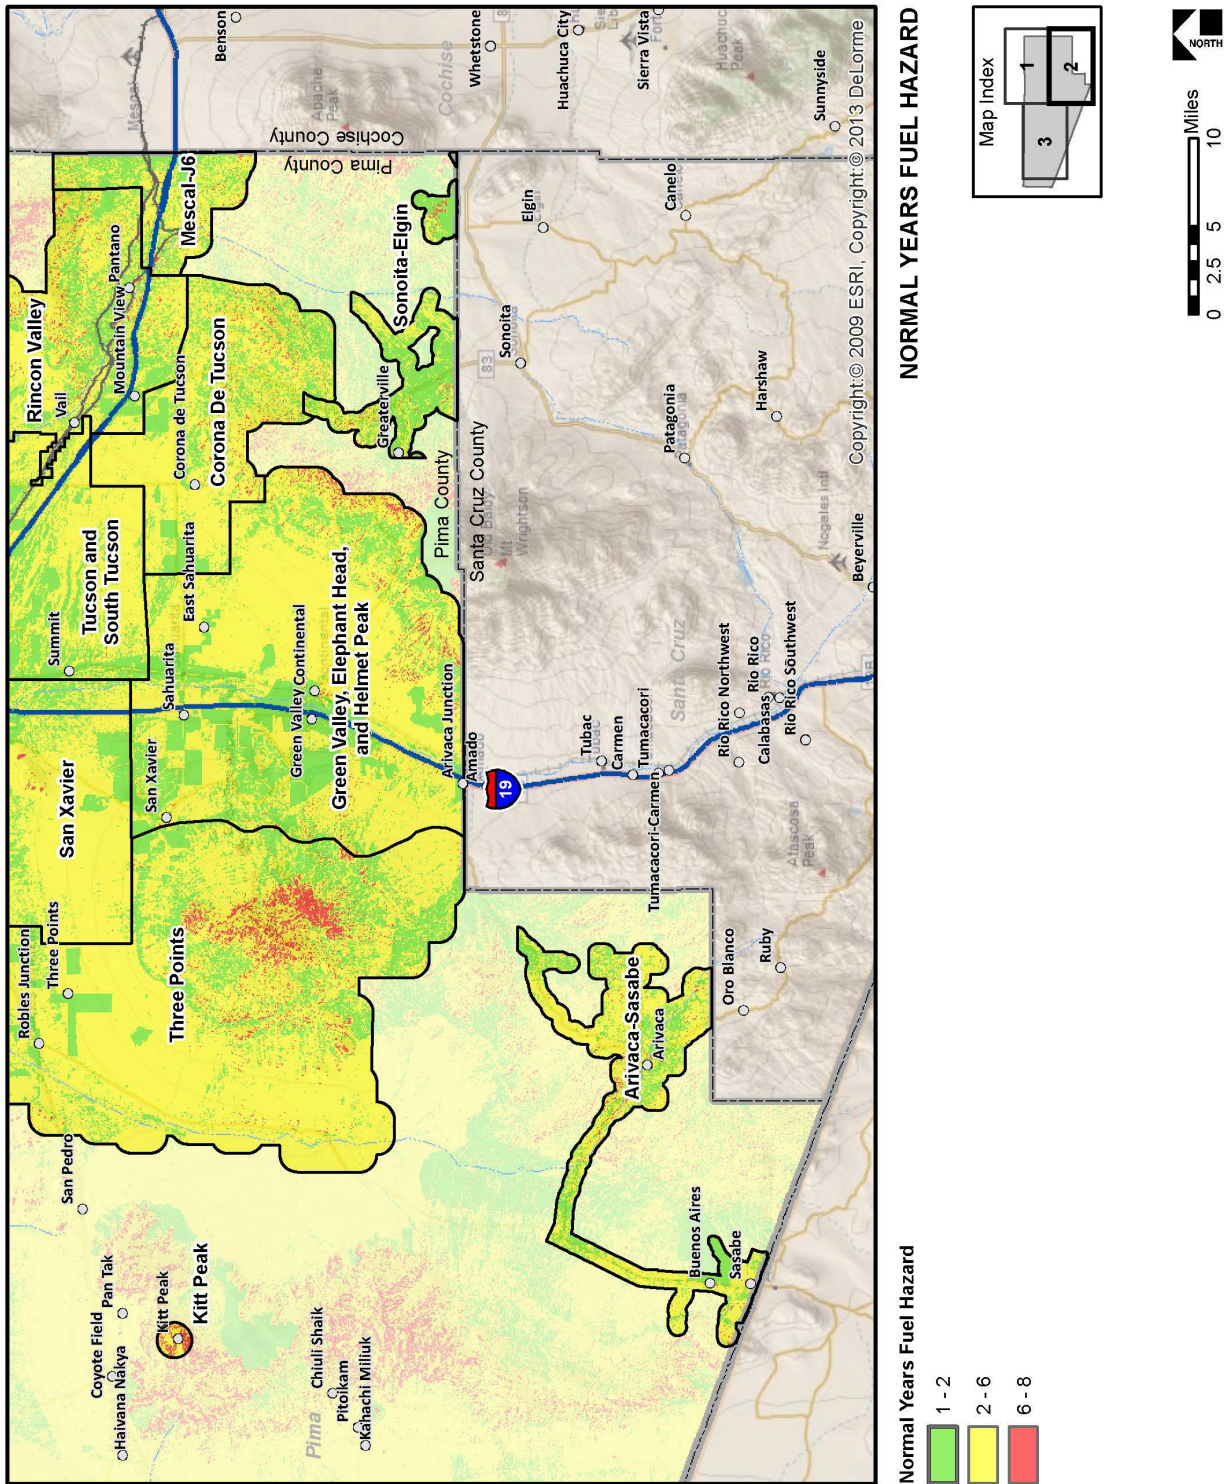 Benson
Whetstone
Huachuca City
Sierra Vista
Fort
Huachuc
Peak
Sunnyside
Mescal
Apache
Peak
Cochise
Cochise County
Pima County
Mescal-J6
Sonoita-Elgin
Elgin
Canelo
Rincon Valley
Vail
Mountain View
Pantano
Corona de Tucson
Corona De Tucson
Greaterville
83
Sonoita
Patagonia
Patagonia
Harshaw
Tucson and
South Tucson
Summit
East Sahuarita
Sahuarita
Pima County
Santa Cruz County
Mt
Wrightson
Nogales Intl
Beyerville
San Xavier
San Xavier
Green Valley
Continental
Green Valley, Elephant Head,
and Helmet Peak
Arivaca Junction
Amado
19
Tubac
Carmen
Tumacacori
Tumacacori-Carmen
Santa Cruz
Rio Rico Northwest
Rio Rico
Rio Rico
Calabasas
Rio Rico Southwest
Atascosa
Peak
Robles Junction
Three Points
Three Points
Oro Blanco
Ruby
Arivaca-Sasabe
Arivaca
San Pedro
Buenos Aires
Sasabe
Coyote Field
Pan Tak
Haivana Nakya
Kitt Peak
Kitt Peak
Chiuli Shaik
Pitoikam
Kahachi Miliuk
Pima
Copyright:© 2009 ESRI, Copyright:© 2013 DeLorme
NORMAL YEARS FUEL HAZARD
Map Index
1
2
3
NORTH
Miles
0 2.5 5 10
Normal Years Fuel Hazard
1 - 2
2 - 6
6 - 8